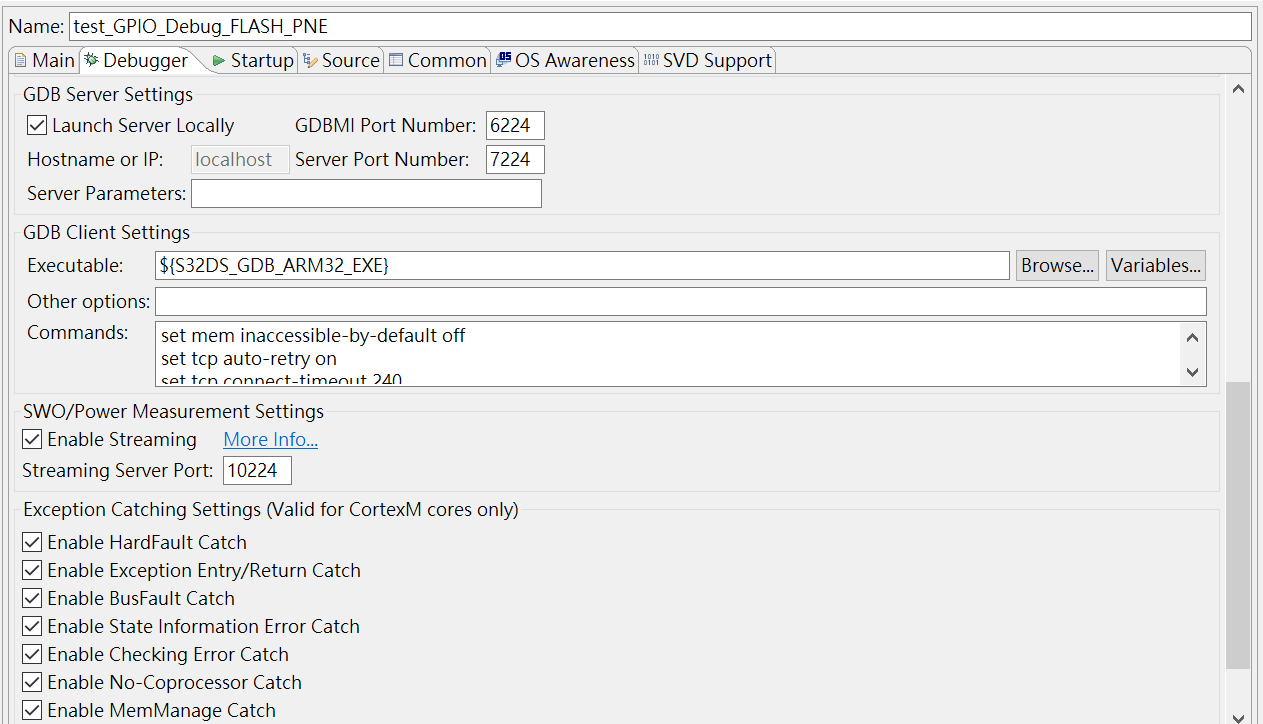 Name: test_GPIO_Debug_FLASH_PNE
Main Debugger Startup Source Common OS Awareness SVD Support
GDB Server Settings
Launch Server Locally GDBMI Port Number: 6224
Hostname or IP: localhost Server Port Number: 7224
Server Parameters:
GDB Client Settings
Executable: ${S32DS_GDB_ARM32_EXE} Browse... Variables...
Other options:
Commands: set mem inaccessible-by-default off
set tcp auto-retry on
set tcp connect-timeout 240
SWO/Power Measurement Settings
Enable Streaming More Info...
Streaming Server Port: 10224
Exception Catching Settings (Valid for CortexM cores only)
Enable HardFault Catch
Enable Exception Entry/Return Catch
Enable BusFault Catch
Enable State Information Error Catch
Enable Checking Error Catch
Enable No-Coprocessor Catch
Enable MemManage Catch